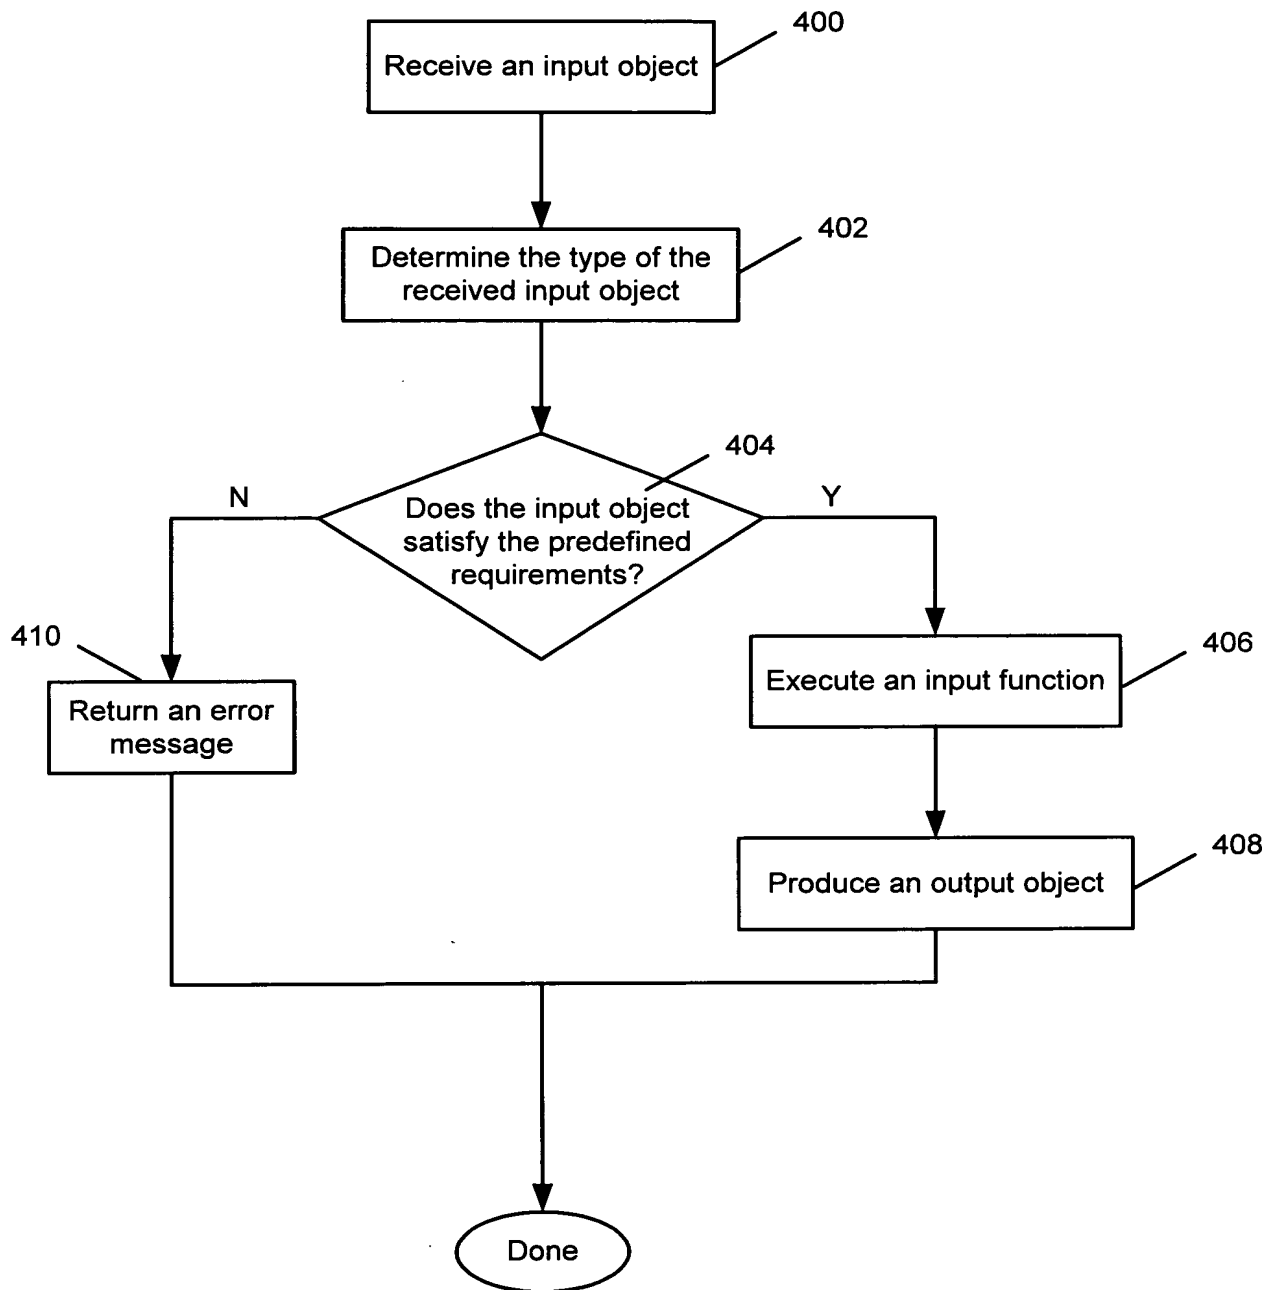 400
Receive an input object
402
Determine the type of the
received input object
404
N
Y
Does the input object
satisfy the predefined
requirements?
410
406
Return an error
message
Execute an input function
408
Produce an output object
Done